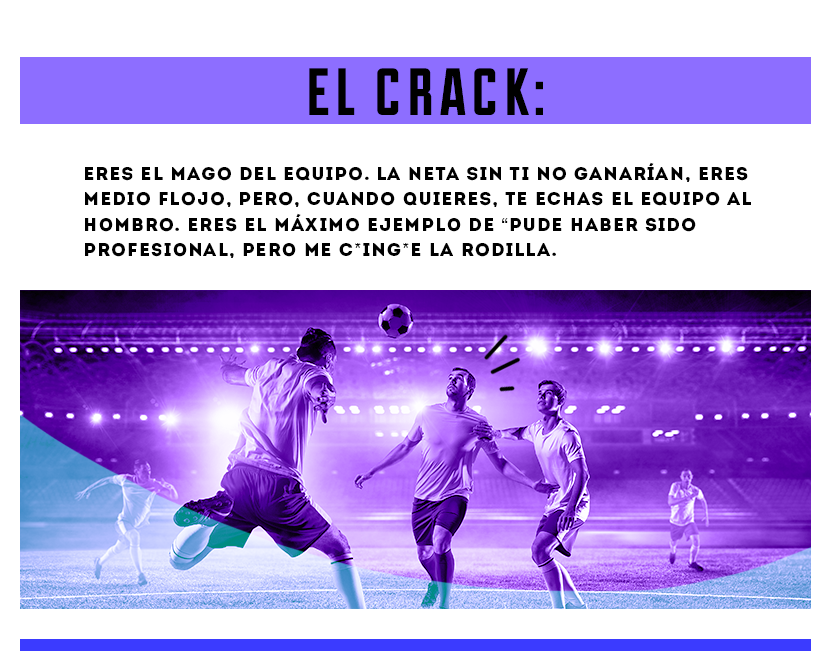 EL CRACK:
ERES EL MAGO DEL EQUIPO. LA NETA SIN TI NO GANARÍAN, ERES
MEDIO FLOJO, PERO, CUANDO QUIERES, TE ECHAS EL EQUIPO AL
HOMBRO. ERES EL MÁXIMO EJEMPLO DE “PUDE HABER SIDO
PROFESIONAL, PERO ME C*ING*E LA RODILLA.